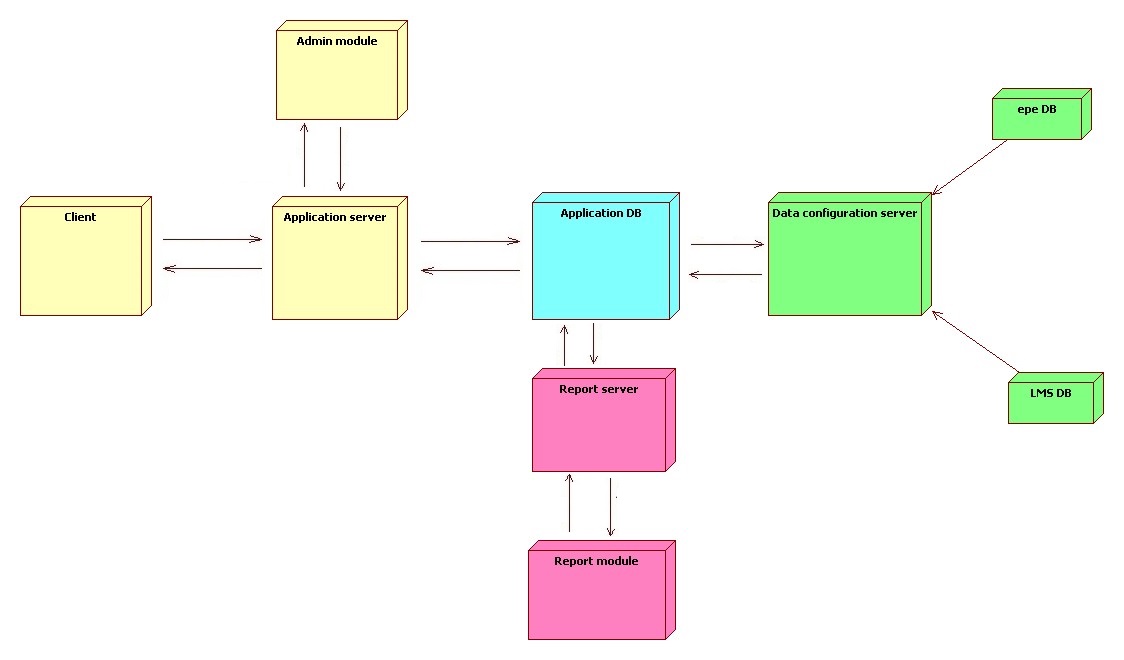 Admin module
epe DB
Client
Application server
Application DB
Data configuration server
Report server
LMS DB
Report module